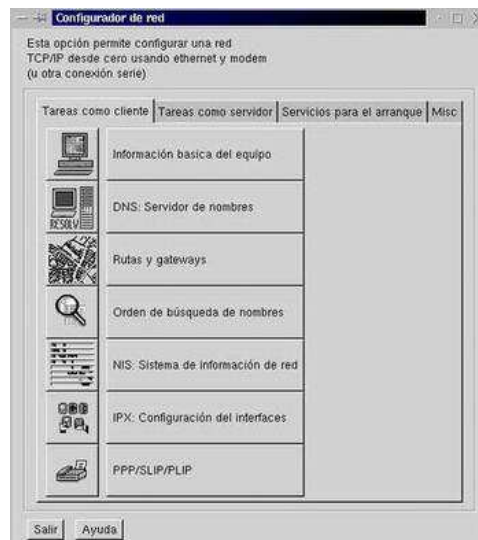 Configurador de red
Esta opción permite configurar una red
TCP/IP desde cero usando ethernet y modem
(u otra conexión serie)
Tareas como cliente Tareas como servidor Servicios para el arranque Misc
Información basica del equipo
RESOLV
DNS: Servidor de nombres
Rutas y gateways
Orden de búsqueda de nombres
NIS: Sistema de información de red
IPX: Configuración del interfaces
PPP/SLIP/PLIP
Salir Ayuda